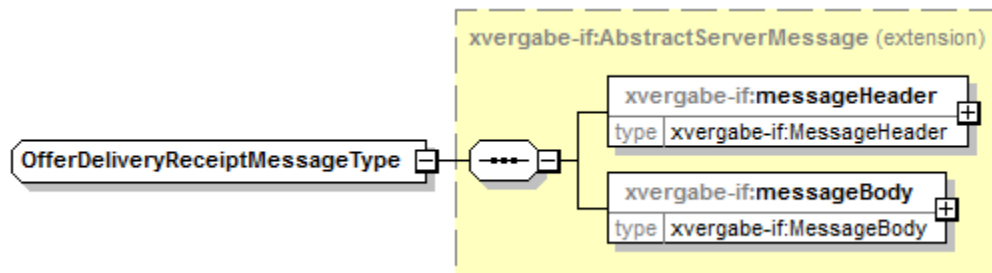 xvergabe-if:AbstractServerMessage (extension)
xvergabe-if:messageHeader
type xvergabe-if:MessageHeader
OfferDeliveryReceiptMessageType
xvergabe-if:messageBody
type xvergabe-if:MessageBody